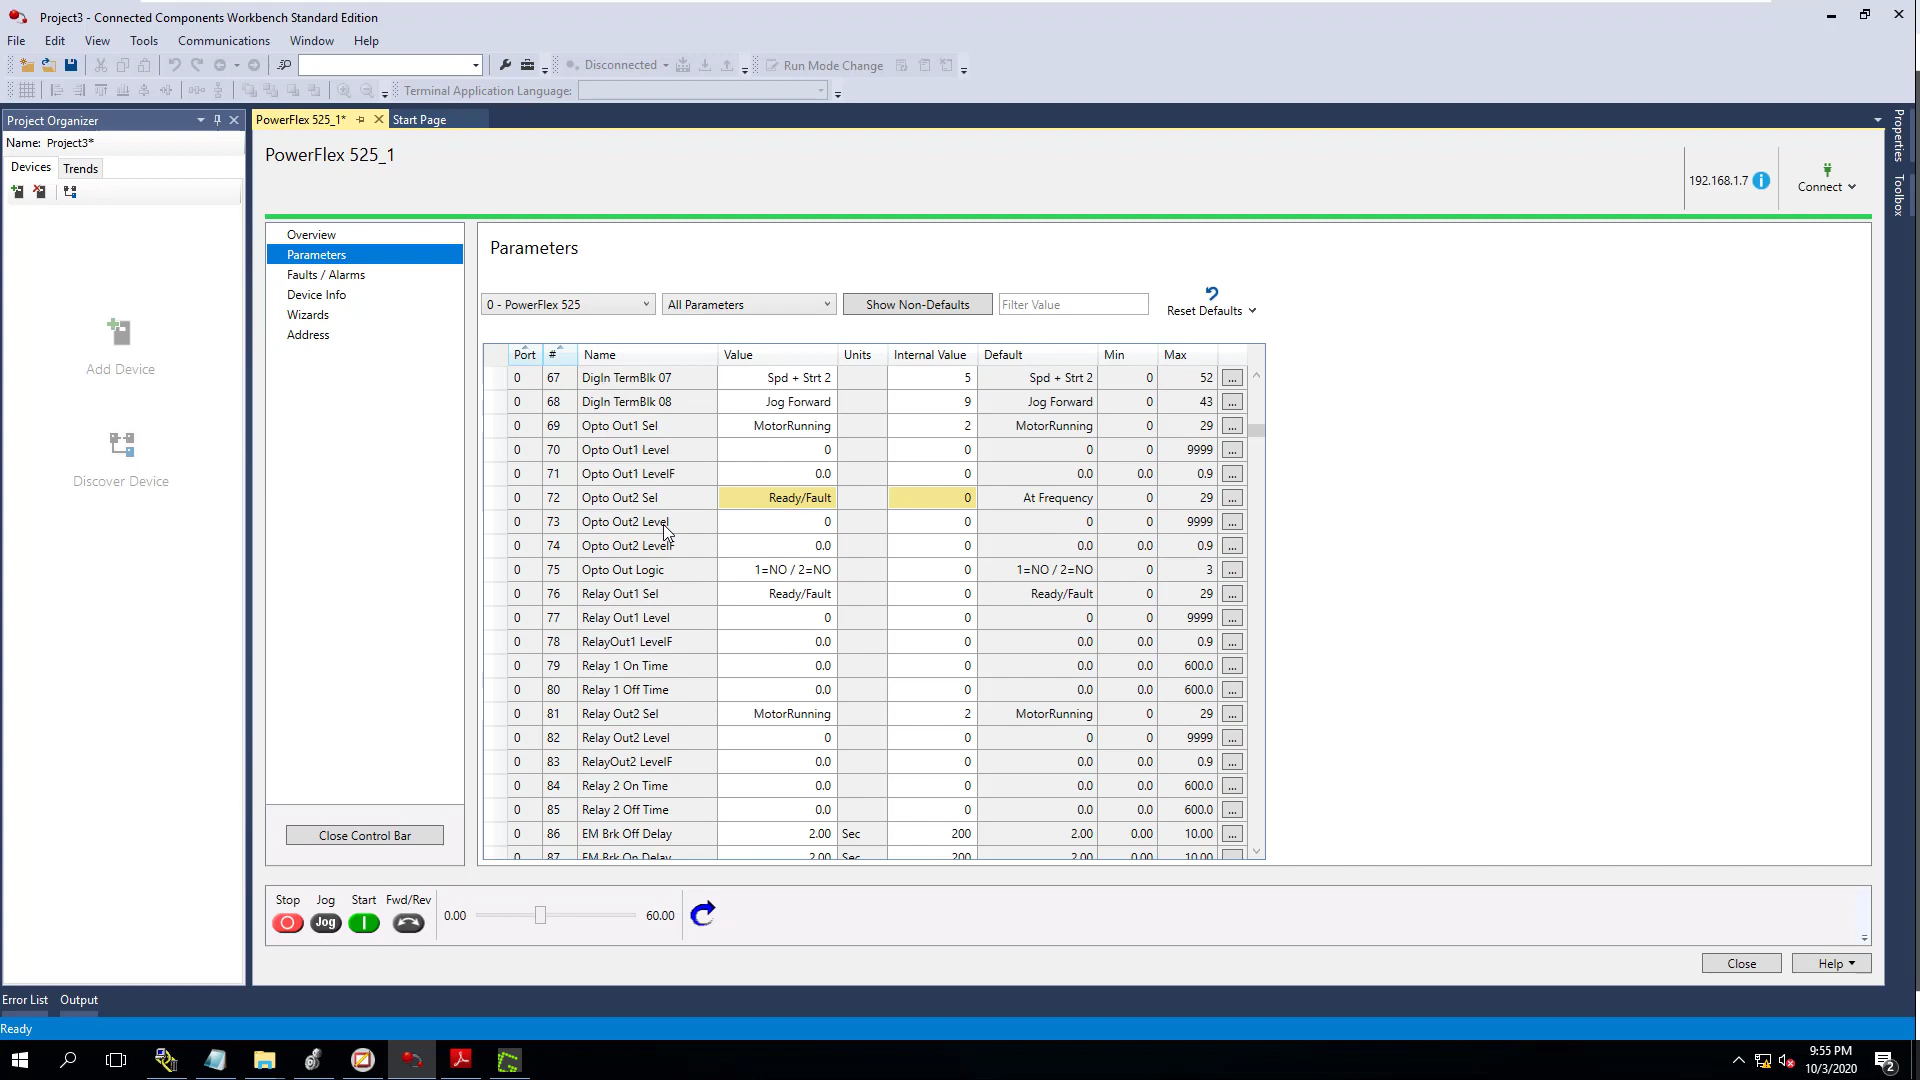 Project3 - Connected Components Workbench Standard Edition
File Edit View Tools Communications Window Help
Disconnected Run Mode Change
Terminal Application Language:
Project Organizer
Name: Project3*
Devices Trends
Add Device
Discover Device
PowerFlex 525_1* Start Page
PowerFlex 525_1
192.168.1.7 Connect
Properties
Toolbox
Overview
Parameters
Faults / Alarms
Device Info
Wizards
Address
Close Control Bar
Parameters
0 - PowerFlex 525 All Parameters Show Non-Defaults Filter Value Reset Defaults
Port # Name Value Units Internal Value Default Min Max
0 67 DigIn TermBlk 07 Spd + Strt 2 5 Spd + Strt 2 0 52 ...
0 68 DigIn TermBlk 08 Jog Forward 9 Jog Forward 0 43 ...
0 69 Opto Out1 Sel MotorRunning 2 MotorRunning 0 29 ...
0 70 Opto Out1 Level 0 0 0 0 9999 ...
0 71 Opto Out1 LevelF 0.0 0 0.0 0.0 0.9 ...
0 72 Opto Out2 Sel Ready/Fault 0 At Frequency 0 29 ...
0 73 Opto Out2 Level 0 0 0 0 9999 ...
0 74 Opto Out2 LevelF 0.0 0 0.0 0.0 0.9 ...
0 75 Opto Out Logic 1=NO / 2=NO 0 1=NO / 2=NO 0 3 ...
0 76 Relay Out1 Sel Ready/Fault 0 Ready/Fault 0 29 ...
0 77 Relay Out1 Level 0 0 0 0 9999 ...
0 78 RelayOut1 LevelF 0.0 0 0.0 0.0 0.9 ...
0 79 Relay 1 On Time 0.0 0 0.0 0.0 600.0 ...
0 80 Relay 1 Off Time 0.0 0 0.0 0.0 600.0 ...
0 81 Relay Out2 Sel MotorRunning 2 MotorRunning 0 29 ...
0 82 Relay Out2 Level 0 0 0 0 9999 ...
0 83 RelayOut2 LevelF 0.0 0 0.0 0.0 0.9 ...
0 84 Relay 2 On Time 0.0 0 0.0 0.0 600.0 ...
0 85 Relay 2 Off Time 0.0 0 0.0 0.0 600.0 ...
0 86 EM Brk Off Delay 2.00 Sec 200 2.00 0.00 10.00 ...
0 87 EM Brk On Delay 2.00 Sec 200 2.00 0.00 10.00
Stop Jog Start Fwd/Rev
Jog 0.00 60.00
Close Help
Error List Output
Ready
9:55 PM
10/3/2020
2